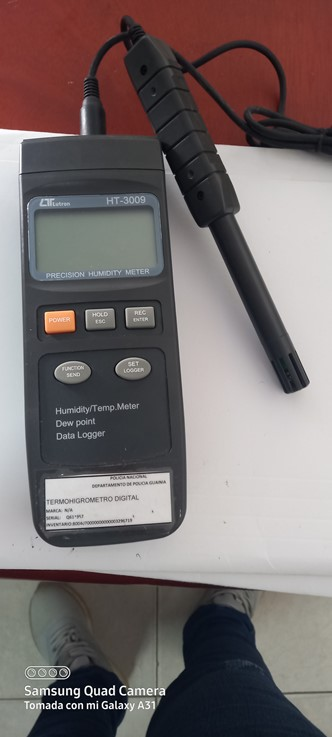 Lutron
HT-3009
PRECISION HUMIDITY METER
POWER
HOLD
ESC
REC
ENTER
FUNCTION
SEND
SET
LOGGER
Humidity/Temp.Meter
Dew point
Data Logger
POLICIA NACIONAL
DEPARTAMENTO DE POLICIA GUAINIA
TERMOHIGROMETRO DIGITAL
MARCA: N/A
SERIAL:
INVENTARIO:
Samsung Quad Camera
Tomada con mi Galaxy A31